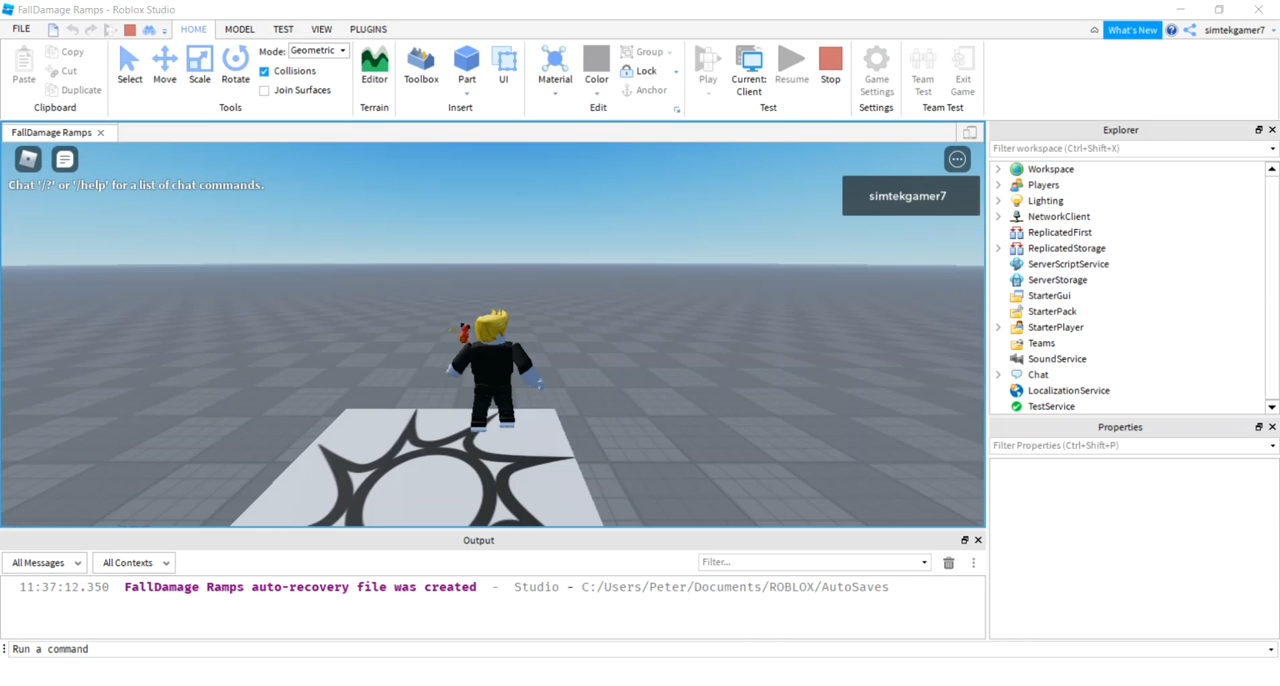 FallDamage Ramps - Roblox Studio
FILE
HOME
MODEL
TEST
VIEW
PLUGINS
What's New
simtekgamer7
Paste
Copy
Cut
Duplicate
Clipboard
Select
Move
Scale
Rotate
Mode: Geometric
Collisions
Join Surfaces
Tools
Editor
Terrain
Toolbox
Part
UI
Insert
Material
Color
Group
Lock
Anchor
Edit
Play
Current:
Client
Resume
Stop
Test
Game
Settings
Settings
Team
Test
Exit
Game
Team Test
FallDamage Ramps
Chat '/?' or '/help' for a list of chat commands.
simtekgamer7
Explorer
Filter workspace (Ctrl+Shift+X)
Workspace
Players
Lighting
NetworkClient
ReplicatedFirst
ReplicatedStorage
ServerScriptService
ServerStorage
StarterGui
StarterPack
StarterPlayer
Teams
SoundService
Chat
LocalizationService
TestService
Properties
Filter Properties (Ctrl+Shift+P)
Output
All Messages
All Contexts
Filter...
11:37:12.350 FallDamage Ramps auto-recovery file was created - Studio - C:/Users/Peter/Documents/ROBLOX/AutoSaves
Run a command